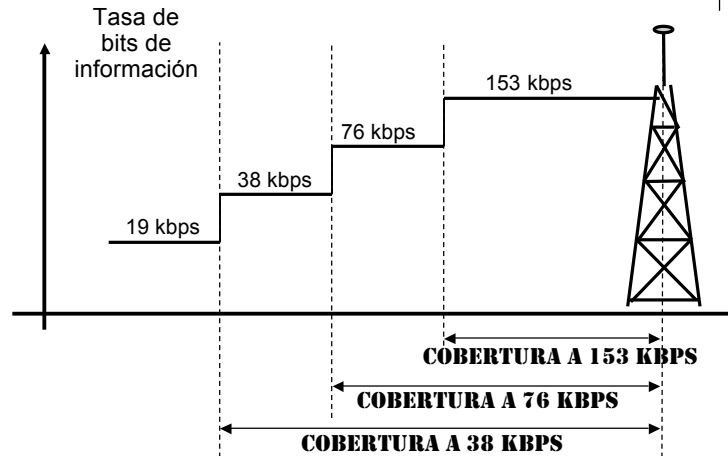 Tasa de
bits de
información
153 kbps
76 kbps
38 kbps
19 kbps
COBERTURA A 153 KBPS
COBERTURA A 76 KBPS
COBERTURA A 38 KBPS